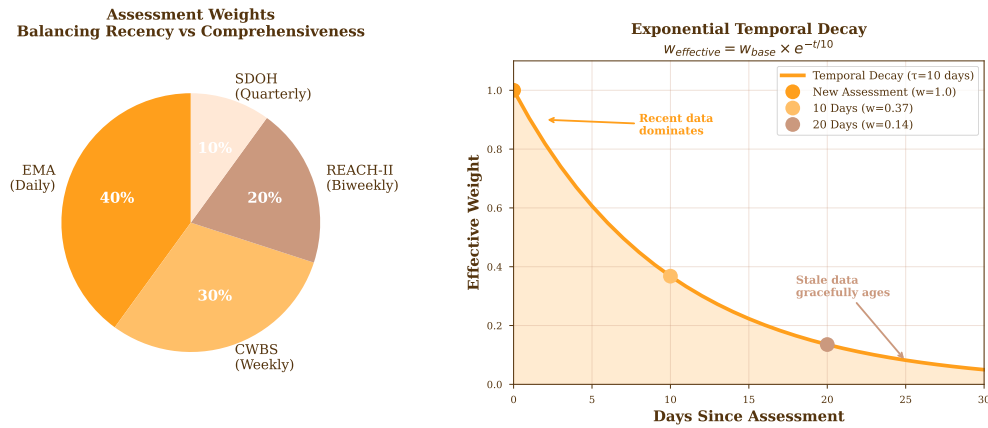 Assessment Weights
Balancing Recency vs Comprehensiveness
SDOH
(Quarterly)
10%
EMA
(Daily)
40%
REACH-II
(Biweekly)
20%
30%
CWBS
(Weekly)
Exponential Temporal Decay
w_effective = w_base × e^{−t/10}
Temporal Decay (τ=10 days)
New Assessment (w=1.0)
10 Days (w=0.37)
20 Days (w=0.14)
Recent data
dominates
Stale data
gracefully ages
Effective Weight
1.0
0.8
0.6
0.4
0.2
0.0
0 5 10 15 20 25 30
Days Since Assessment